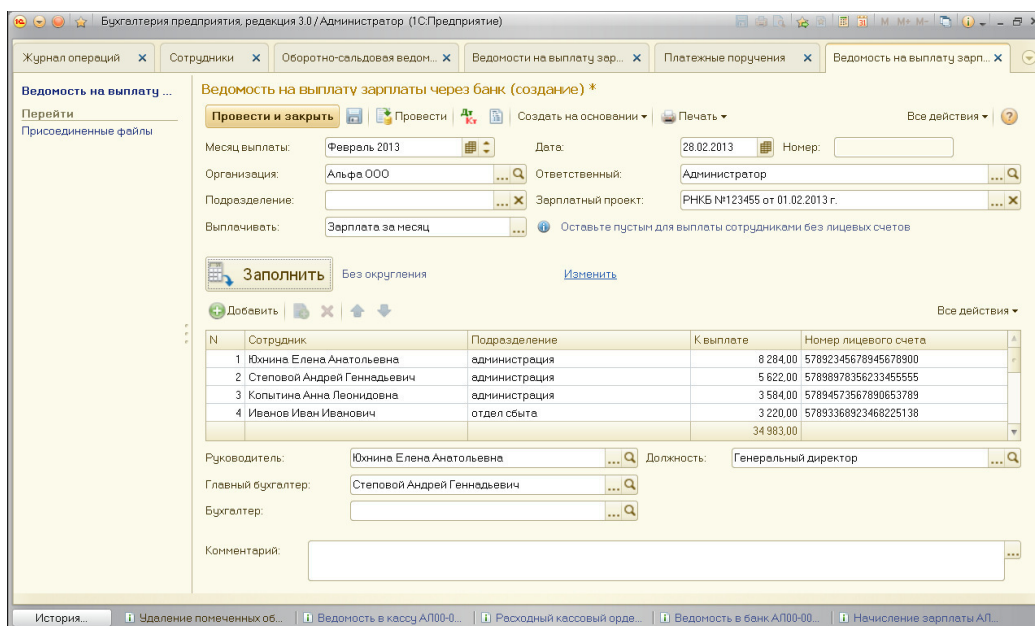 Бухгалтерия предприятия, редакция 3.0 / Администратор (1С:Предприятие)
M M+ M-
Журнал операций
Сотрудники
Оборотно-сальдовая ведом...
Ведомости на выплату зар...
Платежные поручения
Ведомость на выплату зарп...
Ведомость на выплату ...
Перейти
Присоединенные файлы
Ведомость на выплату зарплаты через банк (создание) *
Провести и закрыть
Провести
Дт Кт
Создать на основании
Печать
Все действия
Месяц выплаты: Февраль 2013 Дата: 28.02.2013 Номер:
Организация: Альфа ООО Ответственный: Администратор
Подразделение: Зарплатный проект: РНКБ №123455 от 01.02.2013 г.
Выплачивать: Зарплата за месяц Оставьте пустым для выплаты сотрудниками без лицевых счетов
Заполнить Без округления Изменить
Добавить Все действия
N Сотрудник Подразделение К выплате Номер лицевого счета
1 Юхнина Елена Анатольевна администрация 8 284,00 57892345678945678900
2 Степовой Андрей Геннадьевич администрация 5 622,00 57898978356233455555
3 Копытина Анна Леонидовна администрация 3 584,00 57894573567890653789
4 Иванов Иван Иванович отдел сбыта 3 220,00 57893368923468225138
34 983,00
Руководитель: Юхнина Елена Анатольевна Должность: Генеральный директор
Главный бухгалтер: Степовой Андрей Геннадьевич
Бухгалтер:
Комментарий:
История...
Удаление помеченных об...
Ведомость в кассу АЛ00-0...
Расходный кассовый орде...
Ведомость в банк АЛ00-00...
Начисление зарплаты АЛ...